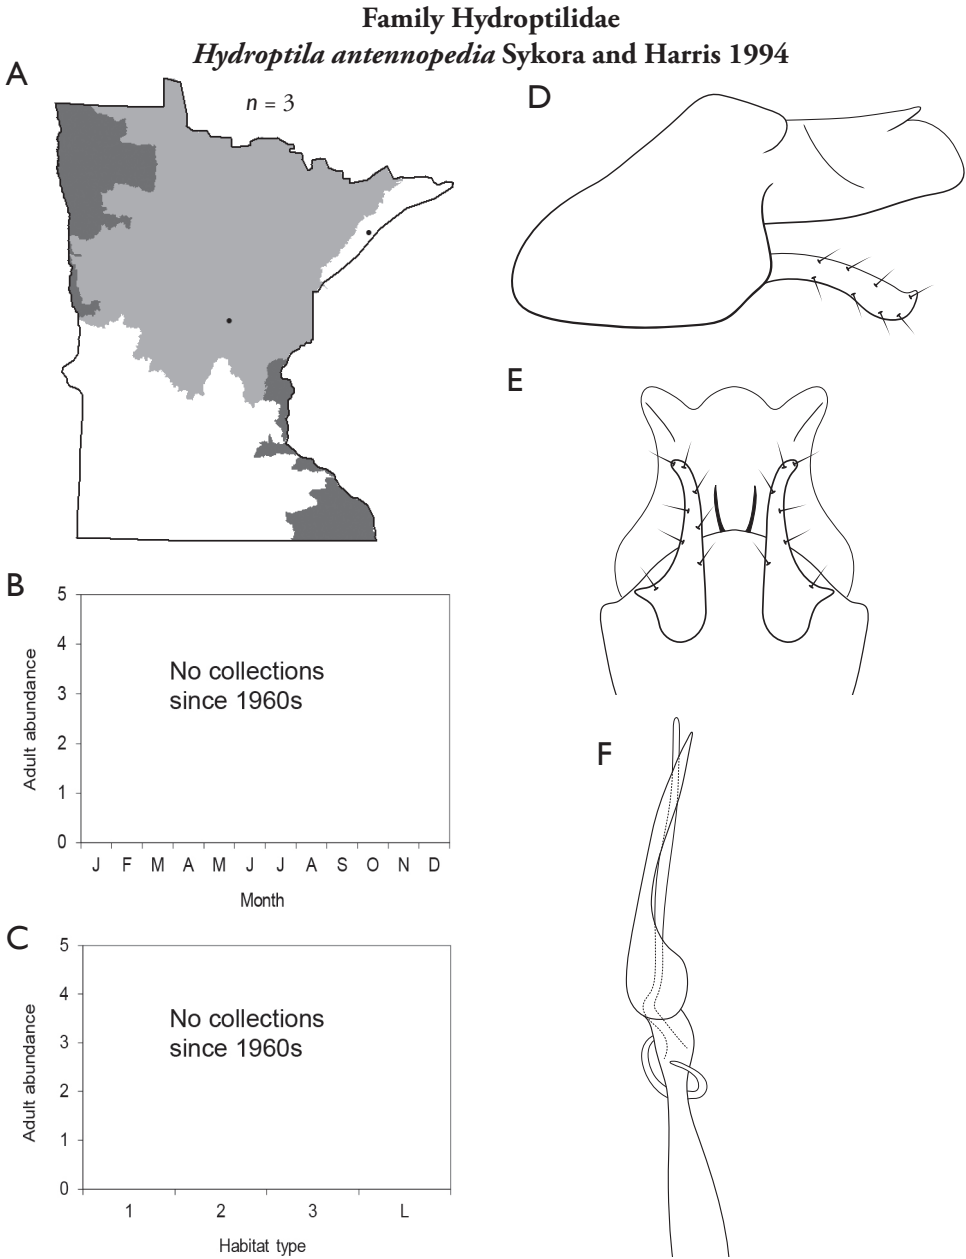 Family Hydroptilidae
Hydroptila antennopedia Sykora and Harris 1994
A
n = 3
D
E
B
5
4
3
2
1
0
Adult abundance
No collections
since 1960s
J F M A M J J A S O N D
Month
F
C
5
4
3
2
1
0
Adult abundance
No collections
since 1960s
1 2 3 L
Habitat type